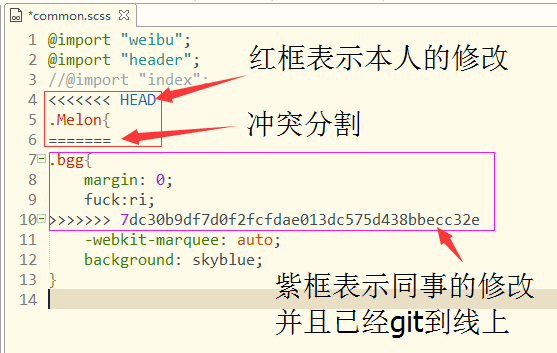 *common.scss
1 @import "weibu";
2 @import "header";
3 //@import "index";
4 <<<<<<< HEAD
5 .Melon{
6 =======
7 .bgg{
8 margin: 0;
9 fuck:ri;
10 >>>>>>> 7dc30b9df7d0f2fcfdae013dc575d438bbecc32e
11 -webkit-marquee: auto;
12 background: skyblue;
13 }
14
红框表示本人的修改
冲突分割
紫框表示同事的修改
并且已经git到线上